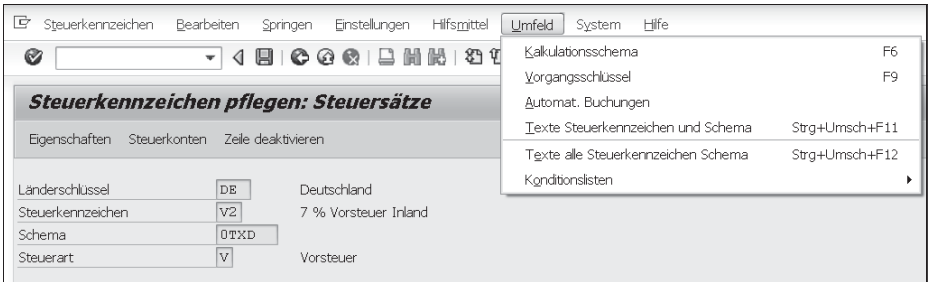 Steuerkennzeichen Bearbeiten Springen Einstellungen Hilfsmittel Umfeld System Hilfe
Kalkulationsschema F6
Vorgangsschlüssel F9
Automat. Buchungen
Texte Steuerkennzeichen und Schema Strg+Umsch+F11
Texte alle Steuerkennzeichen Schema Strg+Umsch+F12
Konditionslisten
Steuerkennzeichen pflegen: Steuersätze
Eigenschaften Steuerkonten Zeile deaktivieren
Länderschlüssel DE Deutschland
Steuerkennzeichen V2 7 % Vorsteuer Inland
Schema 0TXD
Steuerart V Vorsteuer